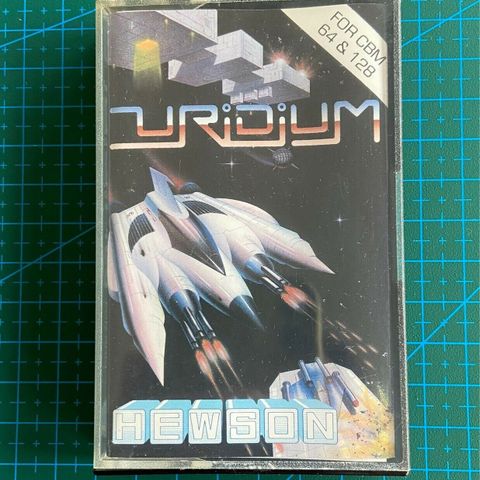 FOR CBM
64 & 128
URiDiUM
HEWSON